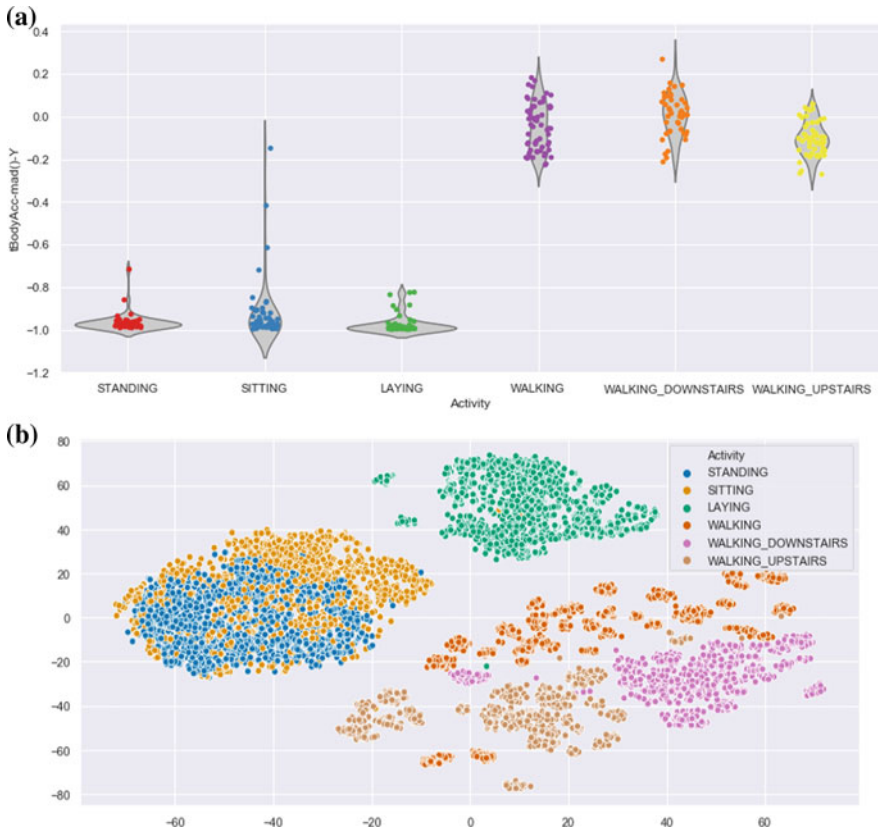 (a)
0.4
0.2
0.0
−0.2
−0.4
−0.6
−0.8
−1.0
−1.2
tBodyAcc-mad()-Y
STANDING SITTING LAYING WALKING WALKING_DOWNSTAIRS WALKING_UPSTAIRS
Activity
(b)
80
60
40
20
0
−20
−40
−60
−80
Activity
STANDING
SITTING
LAYING
WALKING
WALKING_DOWNSTAIRS
WALKING_UPSTAIRS
−60 −40 −20 0 20 40 60